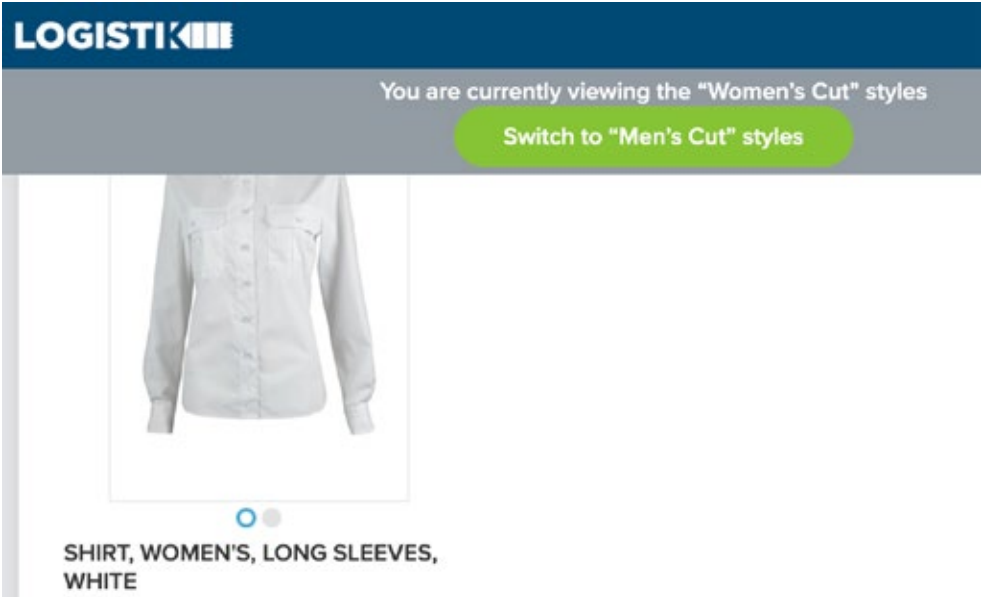 LOGISTIK
You are currently viewing the “Women’s Cut” styles
Switch to “Men’s Cut” styles
SHIRT, WOMEN'S, LONG SLEEVES,
WHITE